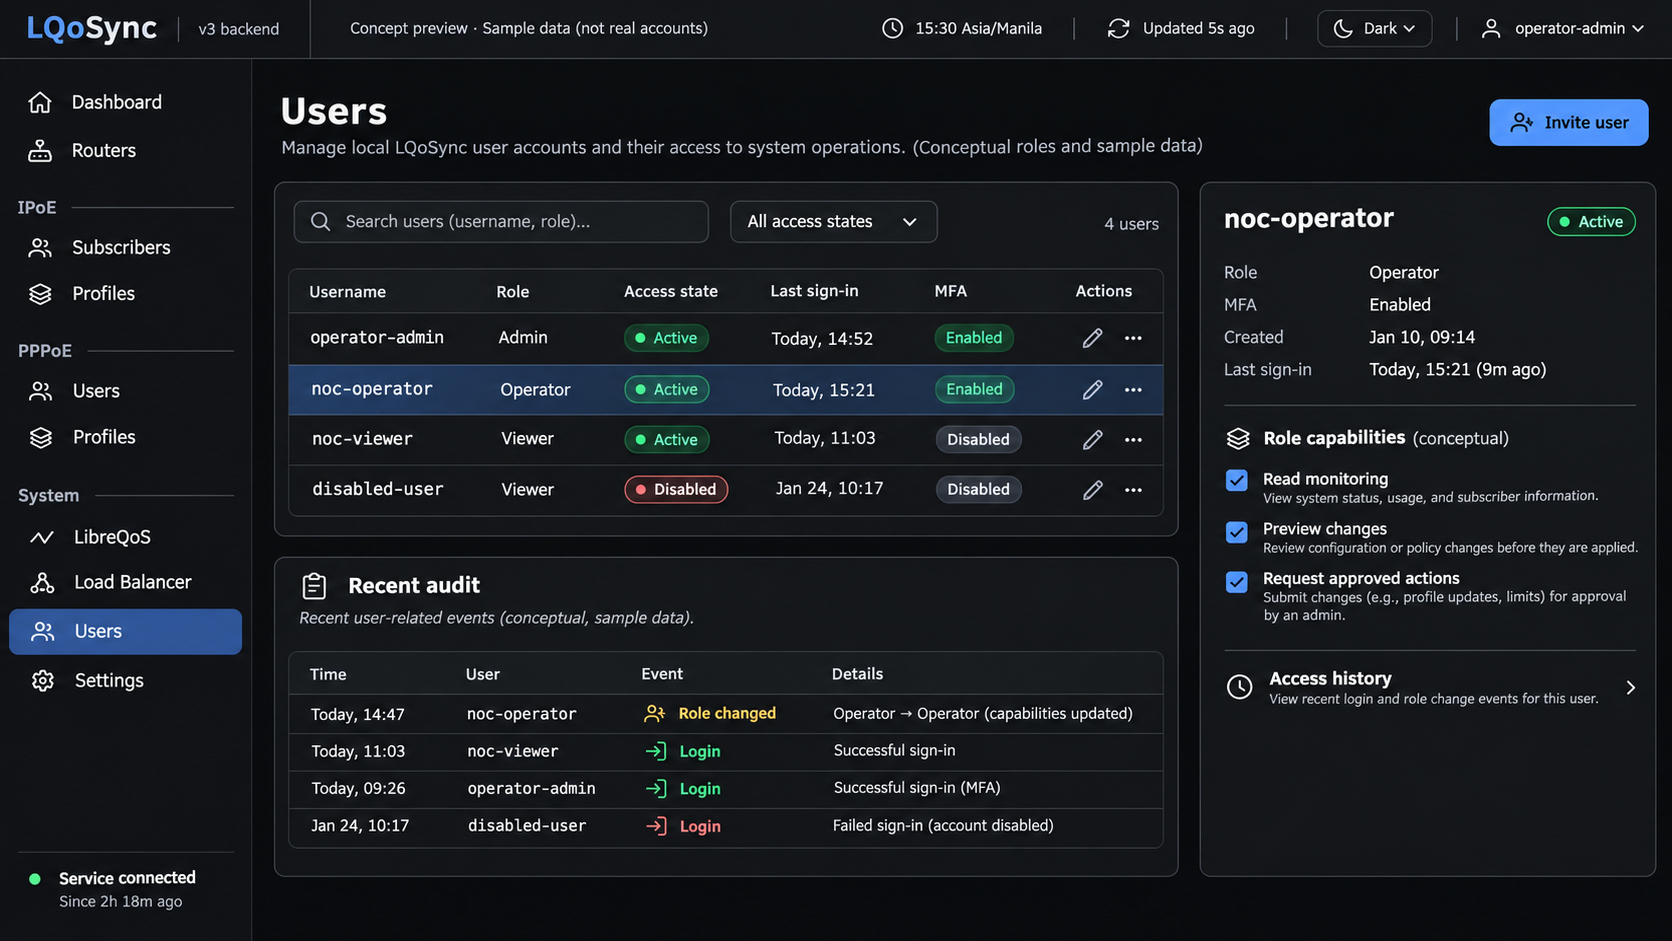 LQoSync
v3 backend
Concept preview · Sample data (not real accounts)
15:30 Asia/Manila
Updated 5s ago
Dark
operator-admin
Dashboard
Routers
IPoE
Subscribers
Profiles
PPPoE
Users
Profiles
System
LibreQoS
Load Balancer
Users
Settings
Service connected
Since 2h 18m ago
Users
Manage local LQoSync user accounts and their access to system operations. (Conceptual roles and sample data)
Invite user
Search users (username, role)...
All access states
4 users
Username Role Access state Last sign-in MFA Actions
operator-admin Admin Active Today, 14:52 Enabled
noc-operator Operator Active Today, 15:21 Enabled
noc-viewer Viewer Active Today, 11:03 Disabled
disabled-user Viewer Disabled Jan 24, 10:17 Disabled
Recent audit
Recent user-related events (conceptual, sample data).
Time User Event Details
Today, 14:47 noc-operator Role changed Operator → Operator (capabilities updated)
Today, 11:03 noc-viewer Login Successful sign-in
Today, 09:26 operator-admin Login Successful sign-in (MFA)
Jan 24, 10:17 disabled-user Login Failed sign-in (account disabled)
noc-operator
Active
Role Operator
MFA Enabled
Created Jan 10, 09:14
Last sign-in Today, 15:21 (9m ago)
Role capabilities (conceptual)
Read monitoring
View system status, usage, and subscriber information.
Preview changes
Review configuration or policy changes before they are applied.
Request approved actions
Submit changes (e.g., profile updates, limits) for approval
by an admin.
Access history
View recent login and role change events for this user.